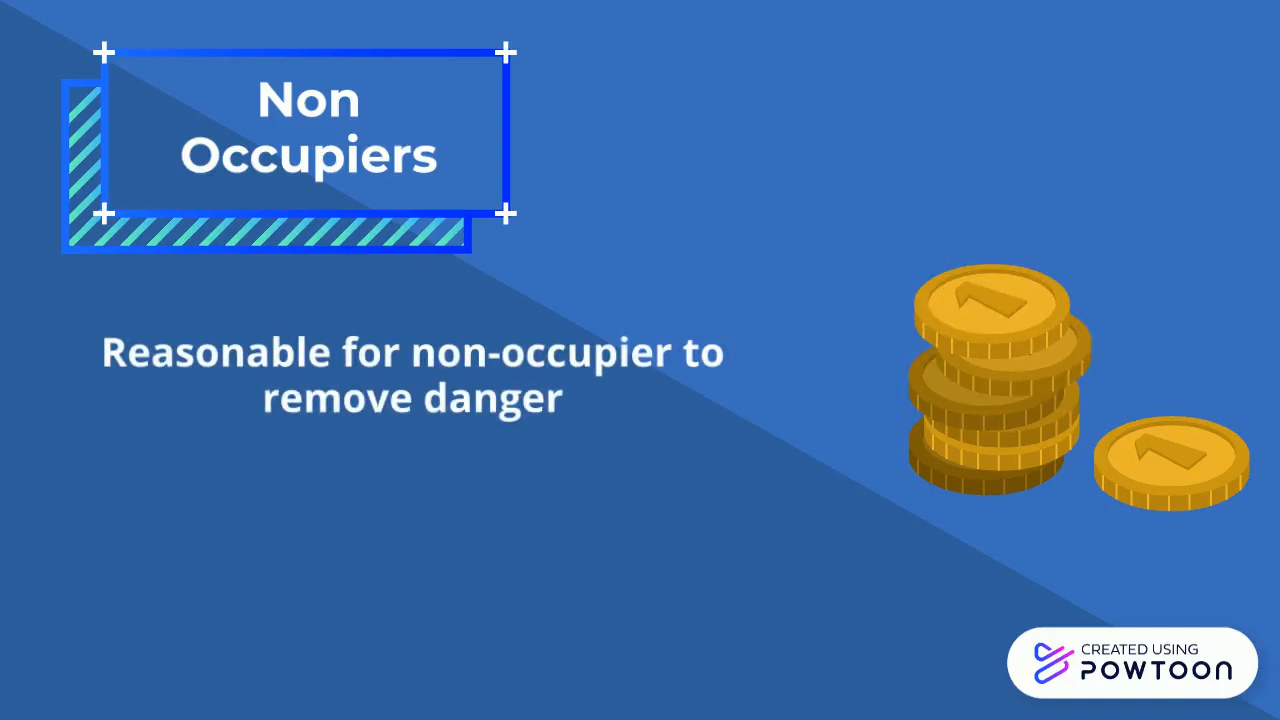 Non
Occupiers
Reasonable for non-occupier to
remove danger
CREATED USING
POWTOON